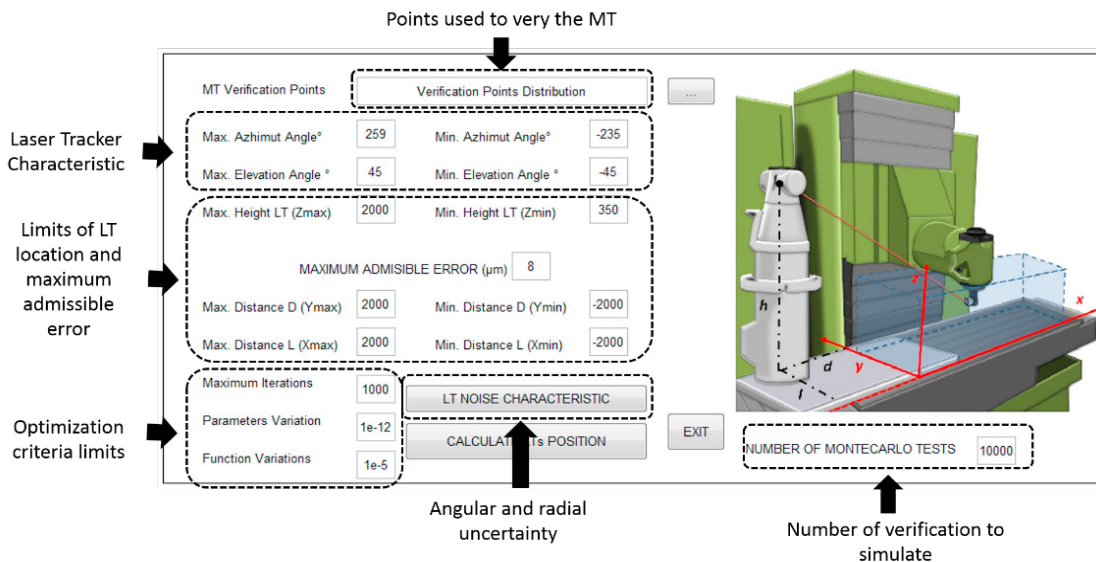 Points used to very the MT
MT Verification Points
Verification Points Distribution
...
Laser Tracker
Characteristic
Max. Azhimut Angle°
259
Min. Azhimut Angle°
-235
Max. Elevation Angle °
45
Min. Elevation Angle °
-45
Limits of LT
location and
maximum
admissible
error
Max. Height LT (Zmax)
2000
Min. Height LT (Zmin)
350
MAXIMUM ADMISIBLE ERROR (µm)
8
Max. Distance D (Ymax)
2000
Min. Distance D (Ymin)
-2000
Max. Distance L (Xmax)
2000
Min. Distance L (Xmin)
-2000
Optimization
criteria limits
Maximum Iterations
1000
Parameters Variation
1e-12
Function Variations
1e-5
LT NOISE CHARACTERISTIC
EXIT
h
d
l
z
x
y
NUMBER OF MONTECARLO TESTS
10000
Angular and radial
uncertainty
Number of verification to
simulate